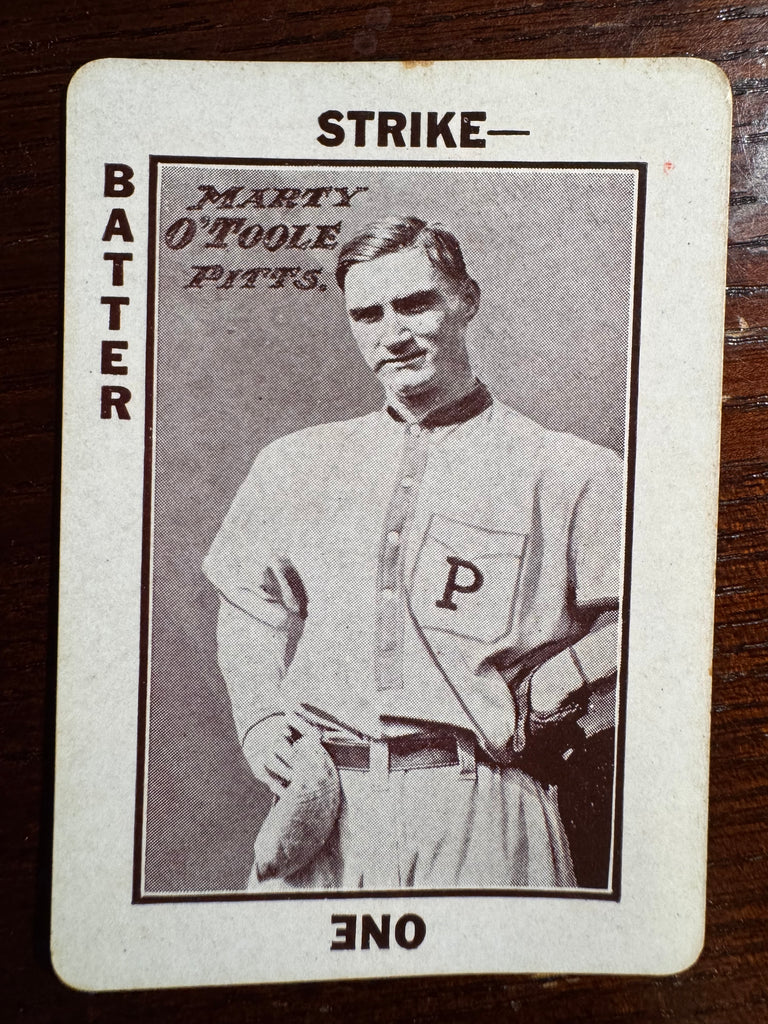 STRIKE—
BATTER
MARTY
O'TOOLE
PITTS.
P
ONE